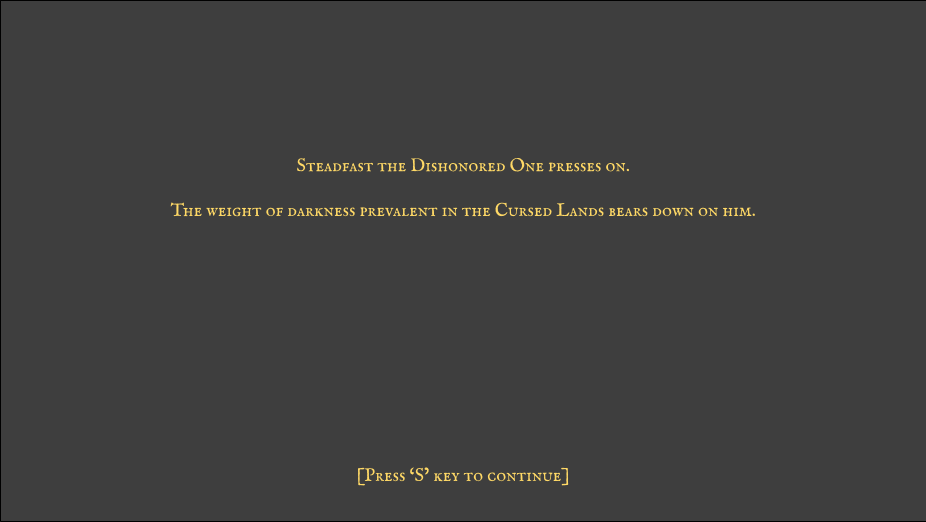 Steadfast the Dishonored One presses on.
The weight of darkness prevalent in the Cursed Lands bears down on him.
[Press ‘S’ key to continue]